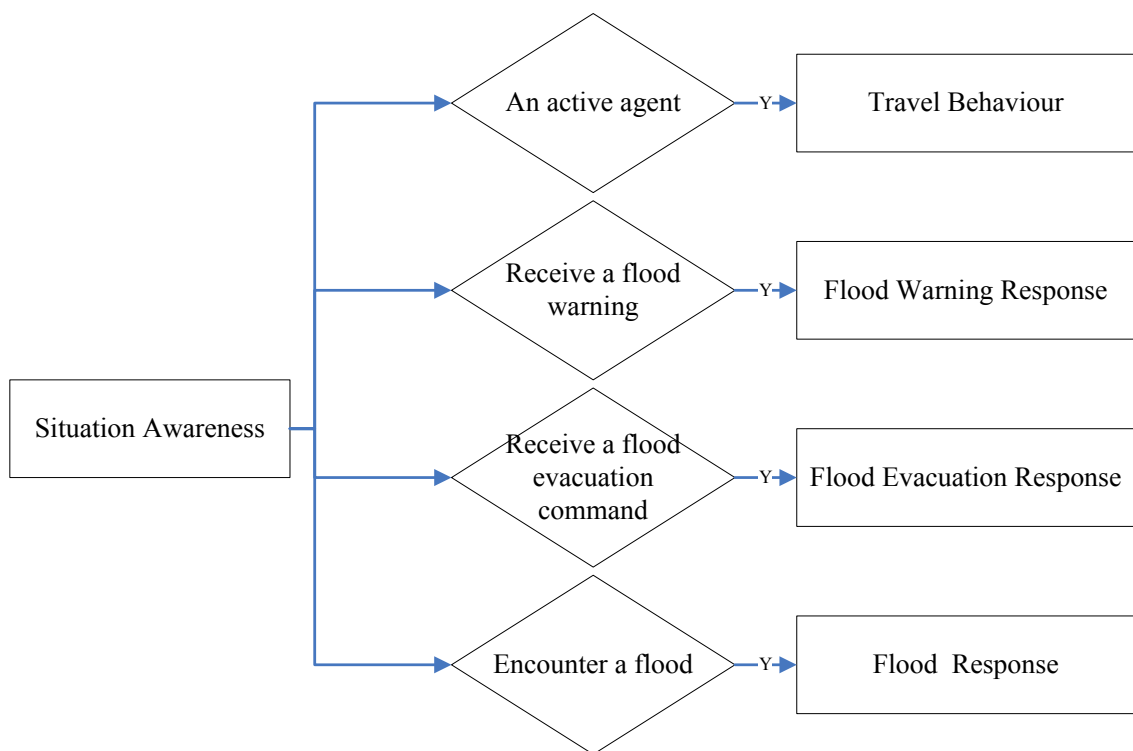 An active agent
Y
Travel Behaviour
Receive a flood
warning
Y
Flood Warning Response
Situation Awareness
Receive a flood
evacuation
command
Y
Flood Evacuation Response
Encounter a flood
Y
Flood  Response